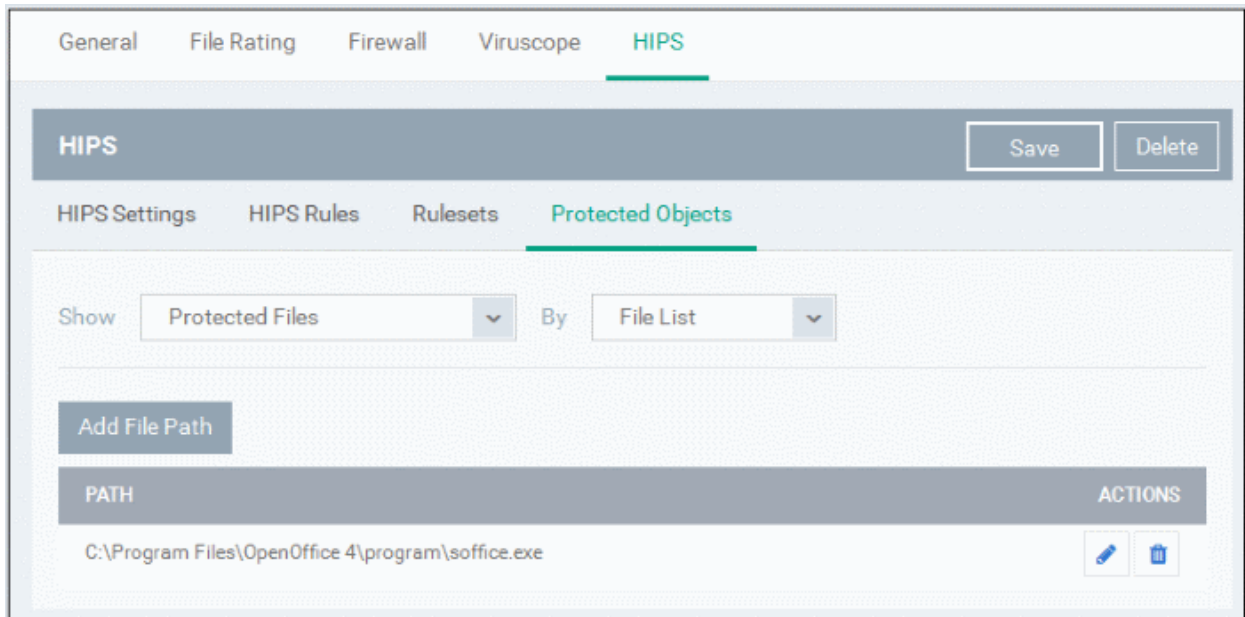 General File Rating Firewall Viruscope HIPS
HIPS Save Delete
HIPS Settings HIPS Rules Rulesets Protected Objects
Show Protected Files By File List
Add File Path
PATH ACTIONS
C:\Program Files\OpenOffice 4\program\soffice.exe